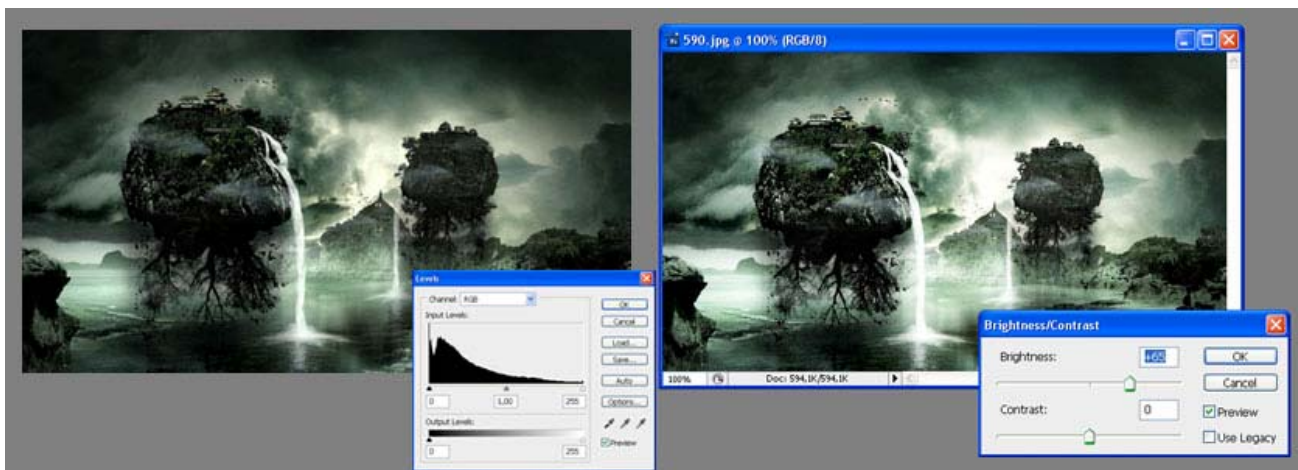 590.jpg @ 100% (RGB/8)
Levels
Channel: RGB
OK
Input Levels:
Cancel
Load...
Save...
Auto
0 1,00 255
Options...
Output Levels:
Preview
0 255
100% Doc: 594,1K/594,1K
Brightness/Contrast
Brightness: +65 OK
Cancel
Contrast: 0
Preview
Use Legacy